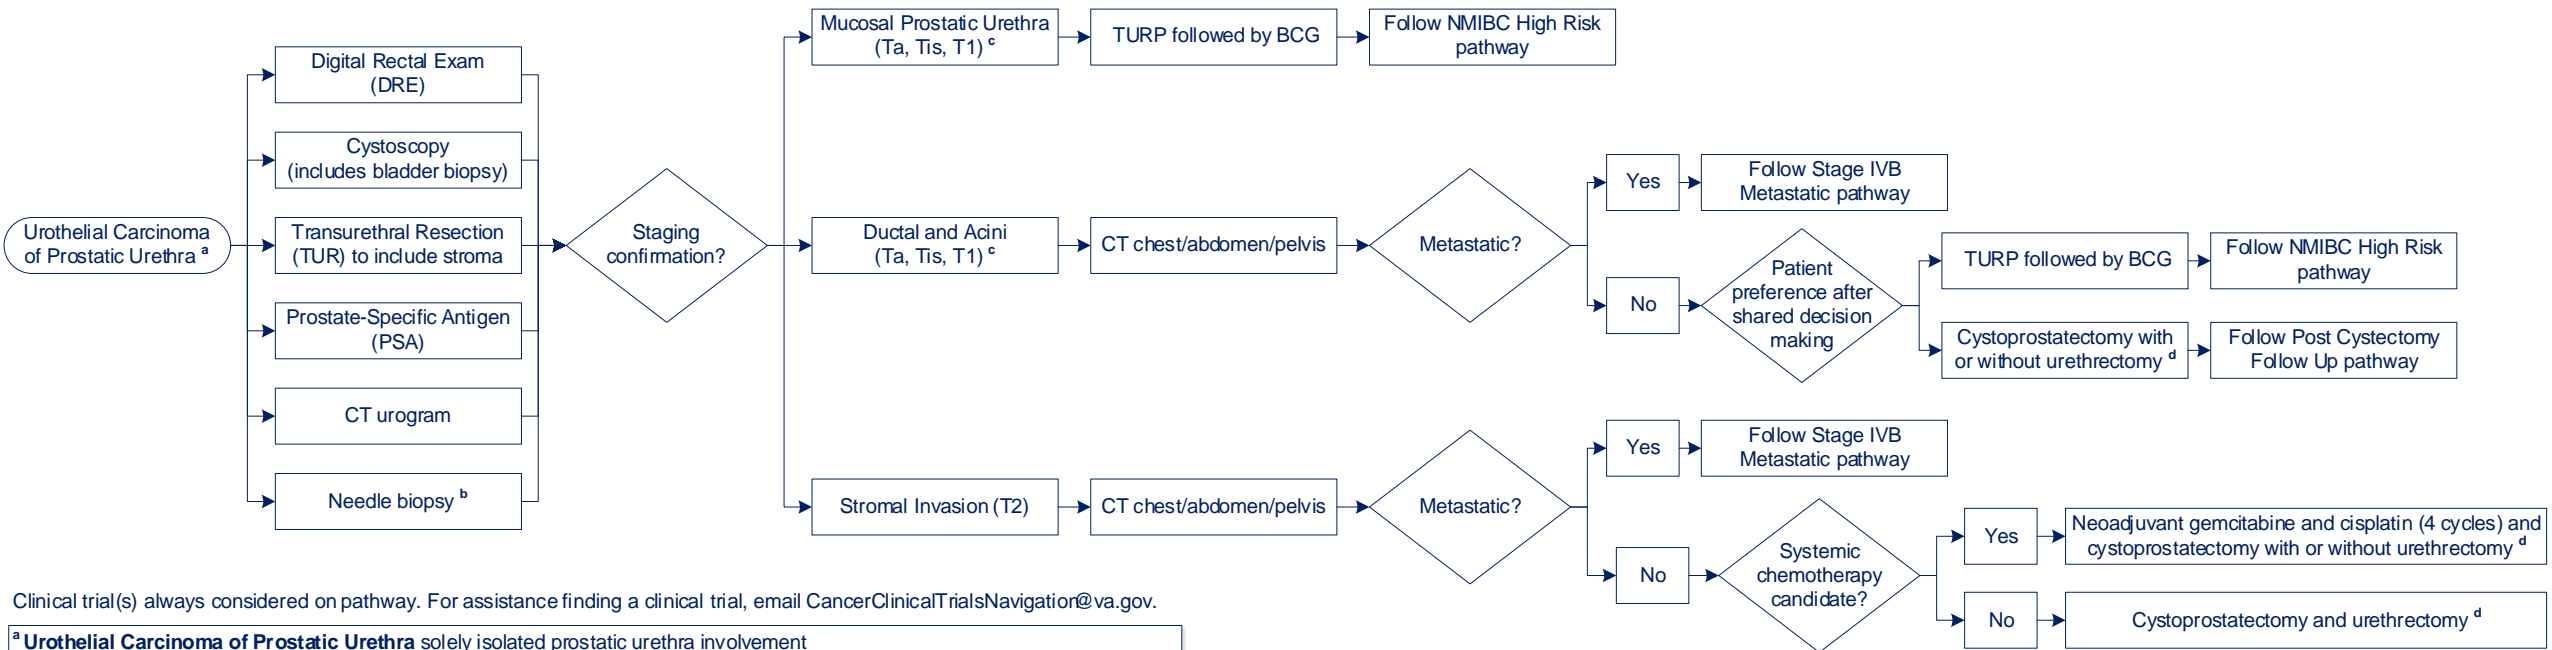 Urothelial Carcinoma
of Prostatic Urethra a
Digital Rectal Exam
(DRE)
Cystoscopy
(includes bladder biopsy)
Transurethral Resection
(TUR) to include stroma
Prostate-Specific Antigen
(PSA)
CT urogram
Needle biopsy b
Staging
confirmation?
Mucosal Prostatic Urethra
(Ta, Tis, T1) c
TURP followed by BCG
Follow NMIBC High Risk
pathway
Ductal and Acini
(Ta, Tis, T1) c
CT chest/abdomen/pelvis
Metastatic?
Yes
Follow Stage IVB
Metastatic pathway
No
Patient
preference after
shared decision
making
TURP followed by BCG
Follow NMIBC High Risk
pathway
Cystoprostatectomy with
or without urethrectomy d
Follow Post Cystectomy
Follow Up pathway
Stromal Invasion (T2)
CT chest/abdomen/pelvis
Metastatic?
Yes
Follow Stage IVB
Metastatic pathway
No
Systemic
chemotherapy
candidate?
Yes
Neoadjuvant gemcitabine and cisplatin (4 cycles) and
cystoprostatectomy with or without urethrectomy d
No
Cystoprostatectomy and urethrectomy d
Clinical trial(s) always considered on pathway. For assistance finding a clinical trial, email CancerClinicalTrialsNavigation@va.gov.
a Urothelial Carcinoma of Prostatic Urethra solely isolated prostatic urethra involvement